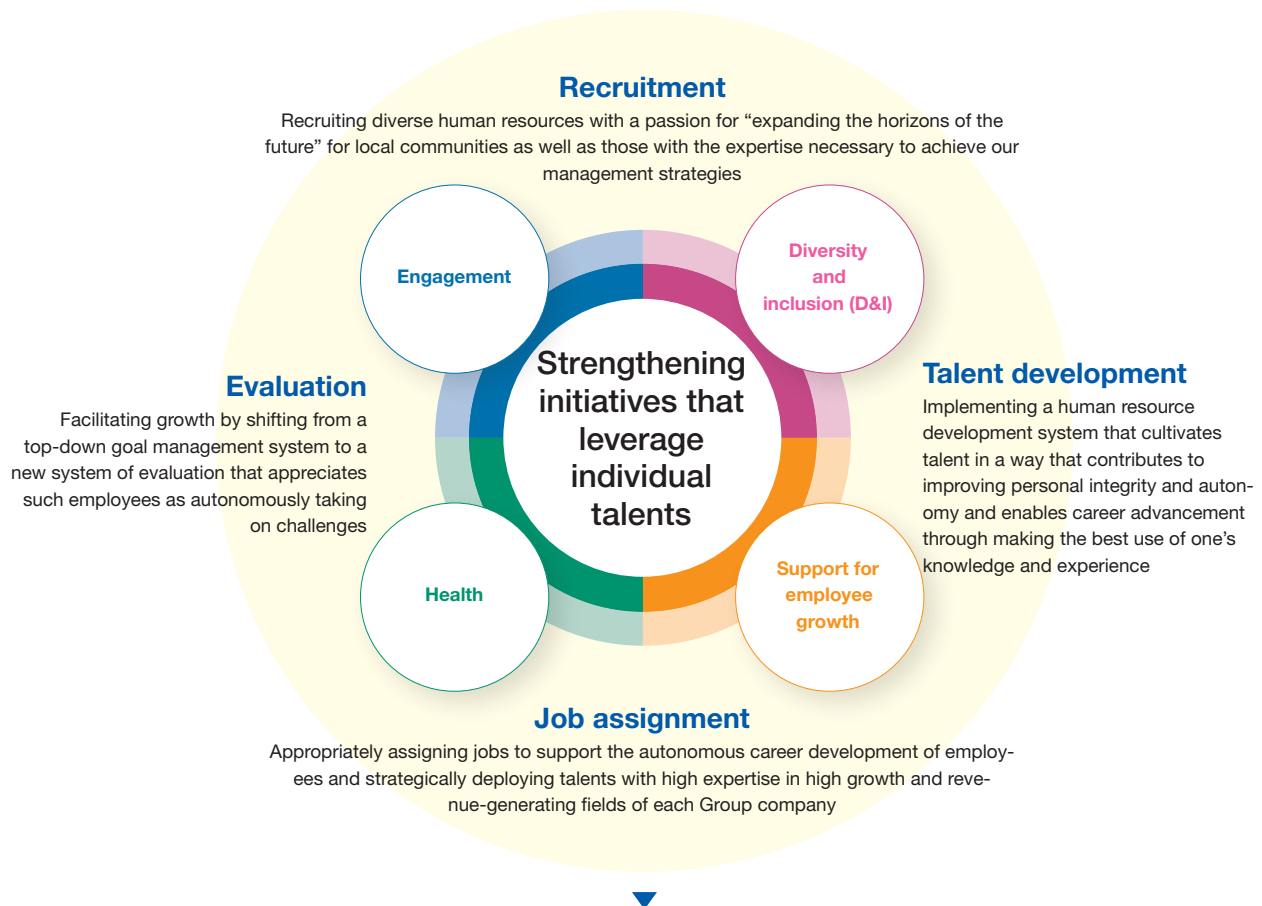 Recruitment
Recruiting diverse human resources with a passion for “expanding the horizons of the
future” for local communities as well as those with the expertise necessary to achieve our
management strategies
Engagement
Diversity
and
inclusion (D&I)
Strengthening
initiatives that
leverage
individual
talents
Evaluation
Facilitating growth by shifting from a
top-down goal management system to a
new system of evaluation that appreciates
such employees as autonomously taking
on challenges
Talent development
Implementing a human resource
development system that cultivates
talent in a way that contributes to
improving personal integrity and auton-
omy and enables career advancement
through making the best use of one’s
knowledge and experience
Health
Support for
employee
growth
Job assignment
Appropriately assigning jobs to support the autonomous career development of employ-
ees and strategically deploying talents with high expertise in high growth and reve-
nue-generating fields of each Group company